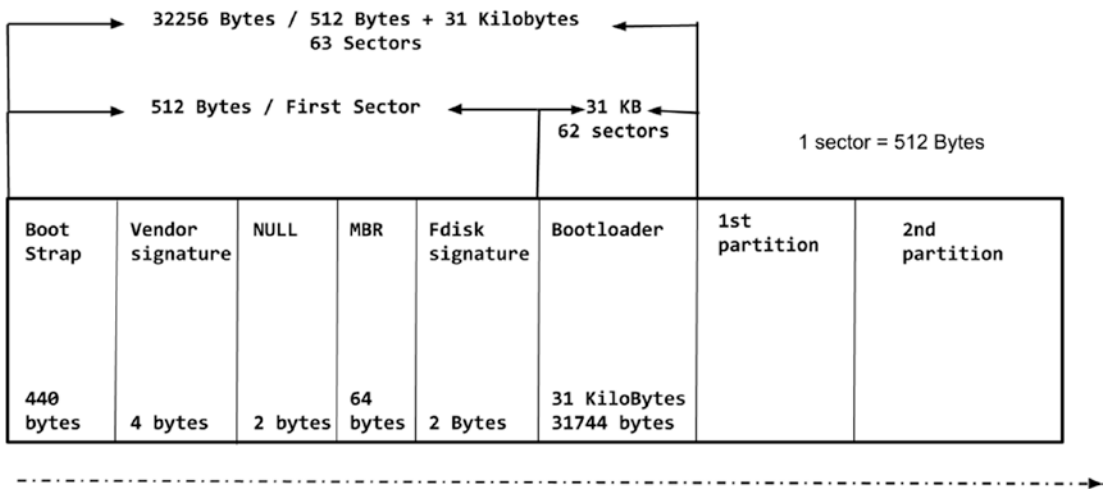 32256 Bytes / 512 Bytes + 31 Kilobytes
63 Sectors
512 Bytes / First Sector
31 KB
62 sectors
1 sector = 512 Bytes
Boot
Strap
440
bytes
Vendor
signature
4 bytes
NULL
2 bytes
MBR
64
bytes
Fdisk
signature
2 Bytes
Bootloader
31 KiloBytes
31744 bytes
1st
partition
2nd
partition